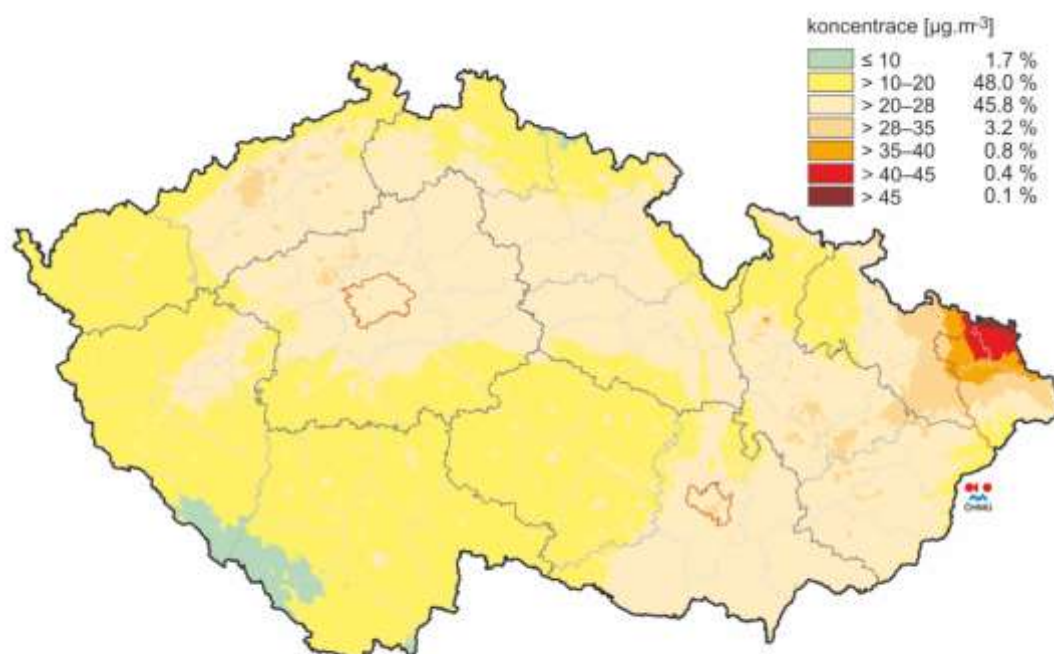 koncentrace [µg.m-3]
≤ 10 1.7 %
> 10–20 48.0 %
> 20–28 45.8 %
> 28–35 3.2 %
> 35–40 0.8 %
> 40–45 0.4 %
> 45 0.1 %
ČHMÚ